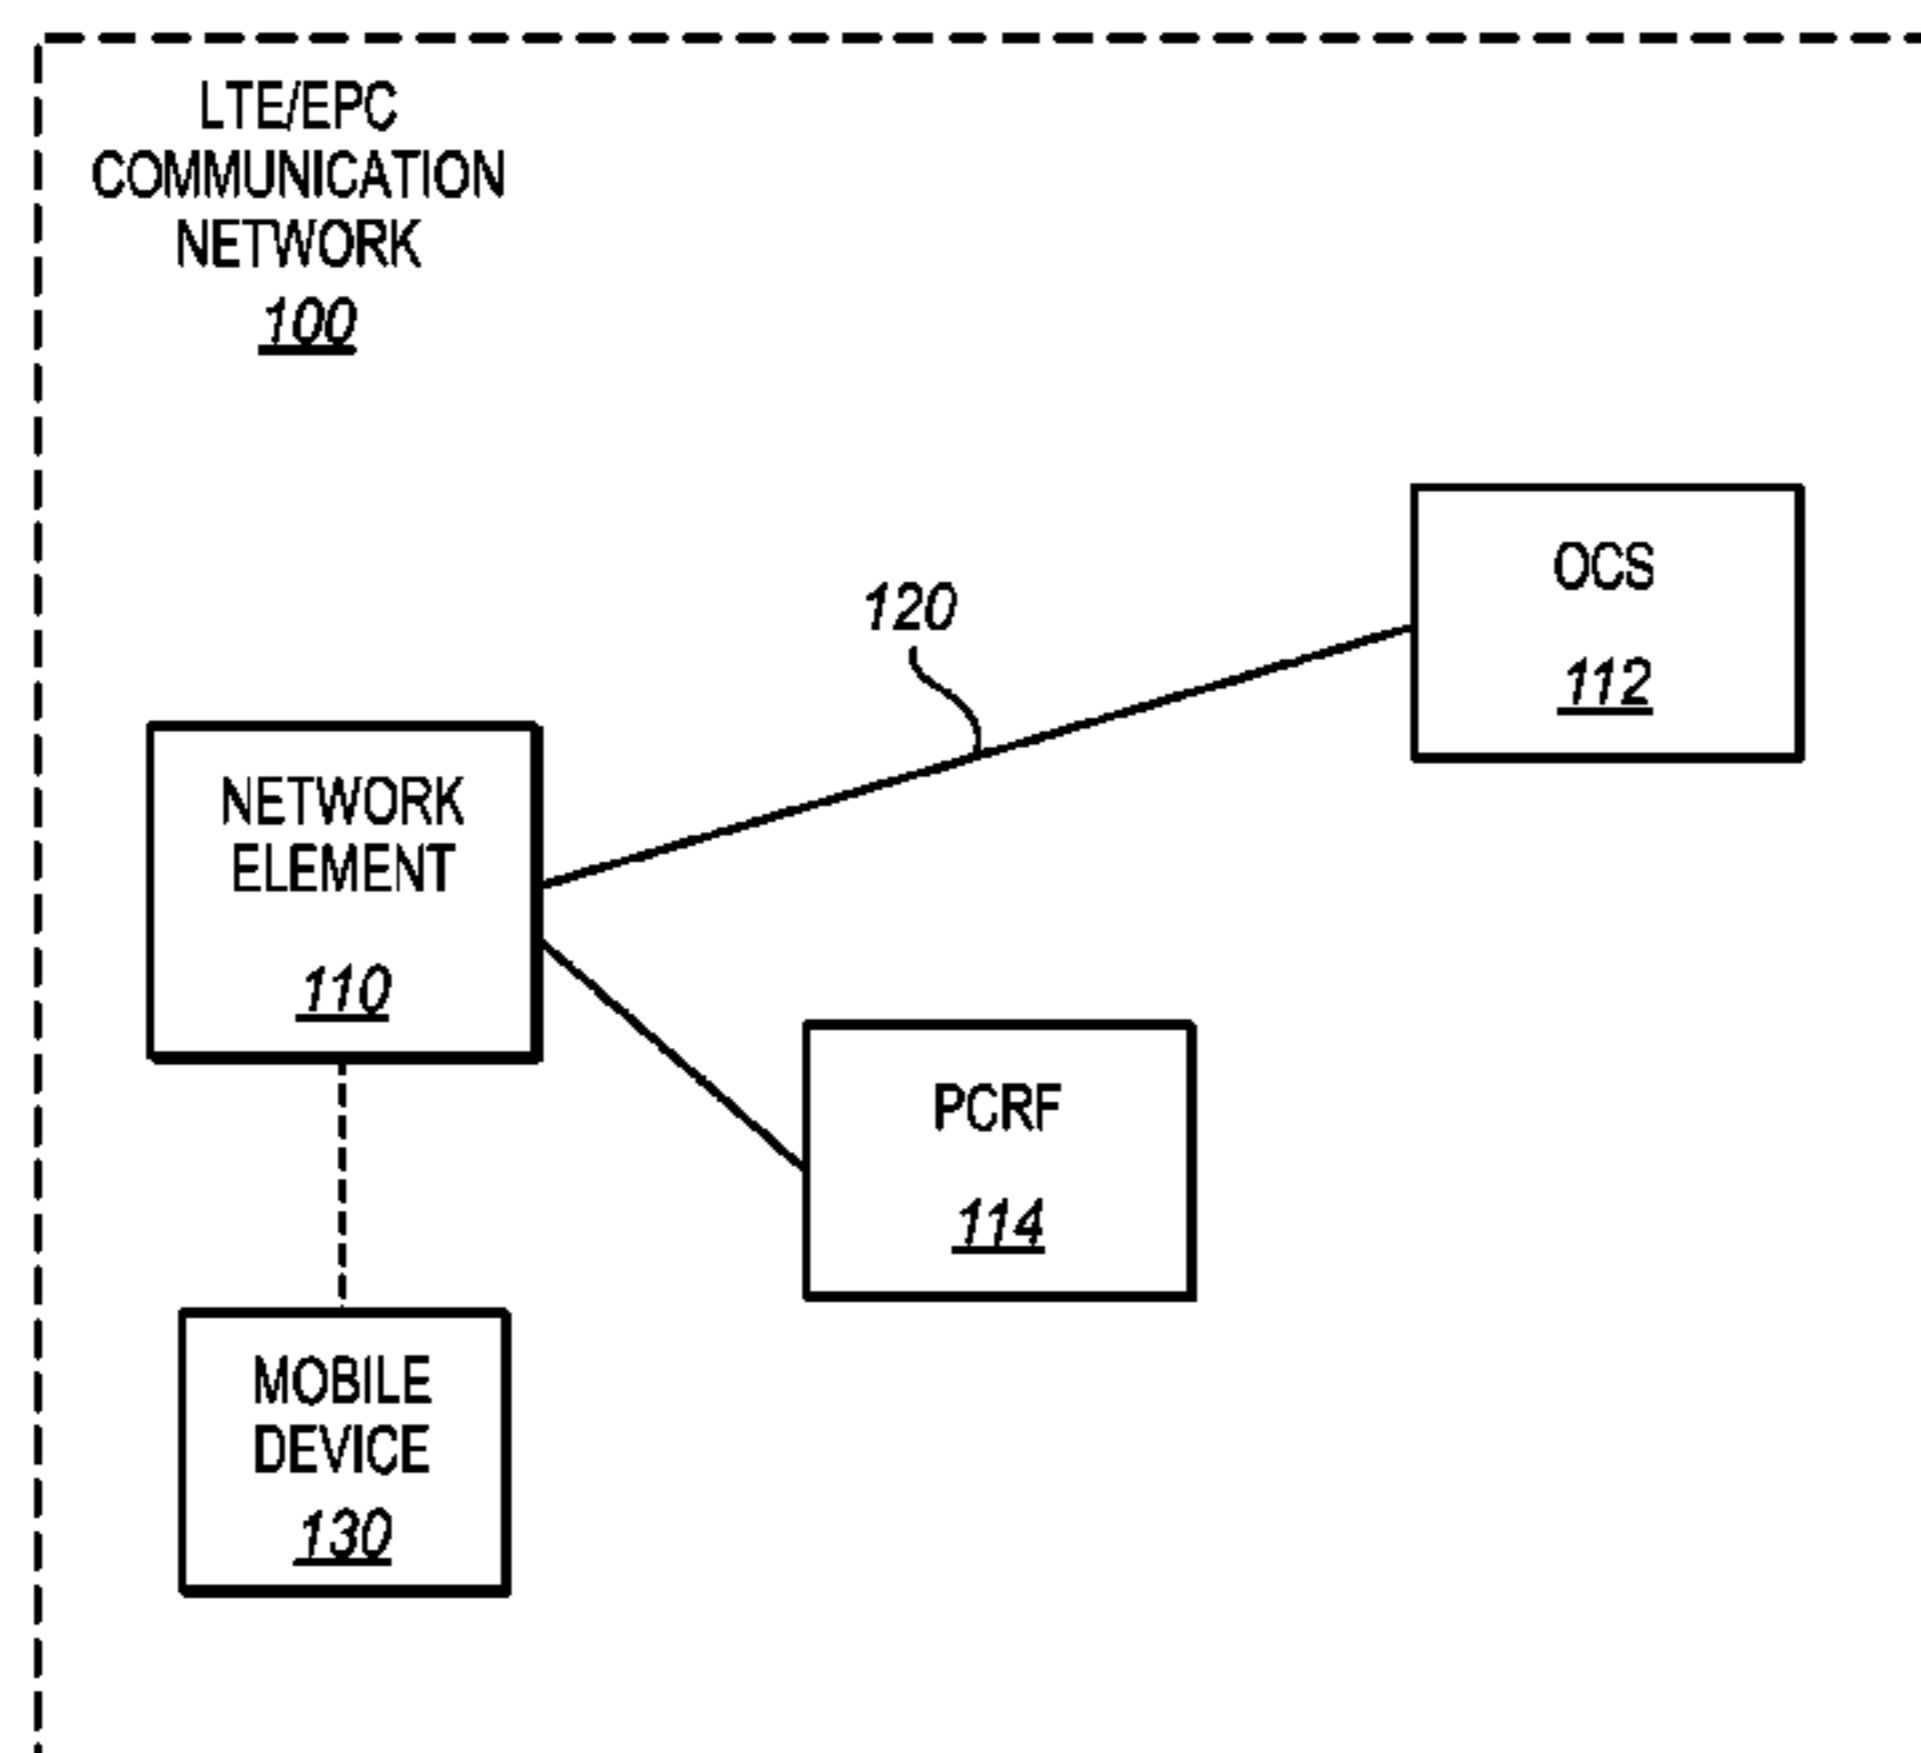 LTE/EPC
COMMUNICATION
NETWORK
100
OCS
112
120
NETWORK
ELEMENT
110
PCRF
114
MOBILE
DEVICE
130